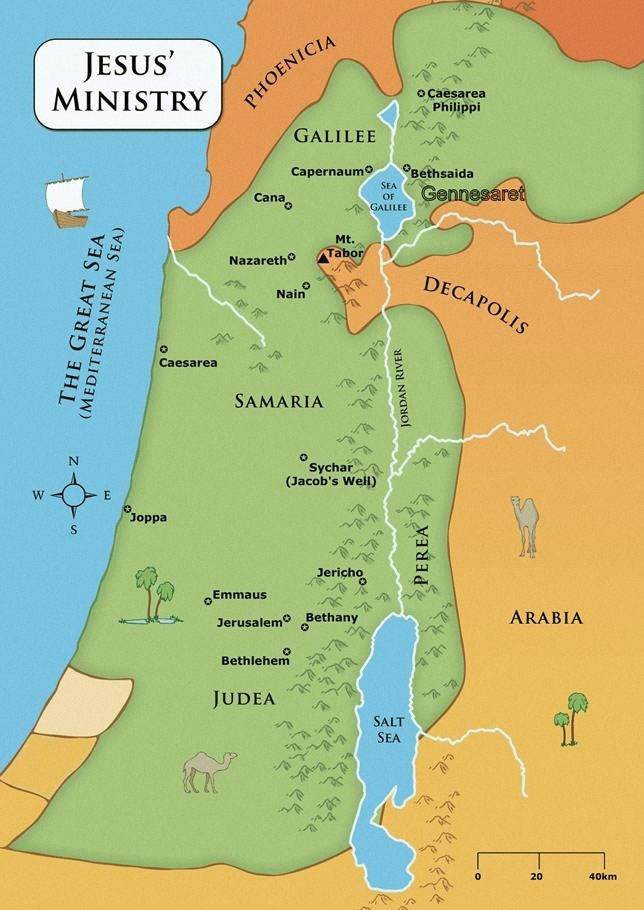 JESUS'
MINISTRY
PHOENICIA
Caesarea
Philippi
GALILEE
Capernaum
Bethsaida
SEA
OF
GALILEE
Gennesaret
Cana
Mt.
Tabor
Nazareth
Nain
DECAPOLIS
THE GREAT SEA
(MEDITERRANEAN SEA)
Caesarea
JORDAN RIVER
SAMARIA
Sychar
(Jacob's Well)
N
W
E
S
Joppa
PEREA
Jericho
Emmaus
Jerusalem
Bethany
ARABIA
Bethlehem
JUDEA
SALT
SEA
0 20 40km